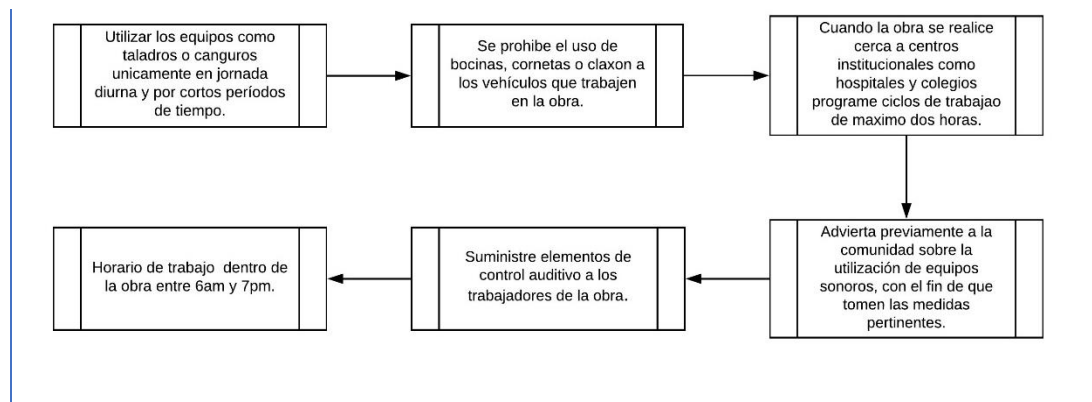 Utilizar los equipos como
taladros o canguros
unicamente en jornada
diurna y por cortos períodos
de tiempo.
Se prohibe el uso de
bocinas, cornetas o claxon a
los vehículos que trabajen
en la obra.
Cuando la obra se realice
cerca a centros
institucionales como
hospitales y colegios
programe ciclos de trabajao
de maximo dos horas.
Advierta previamente a la
comunidad sobre la
utilización de equipos
sonoros, con el fin de que
tomen las medidas
pertinentes.
Suministre elementos de
control auditivo a los
trabajadores de la obra.
Horario de trabajo dentro de
la obra entre 6am y 7pm.